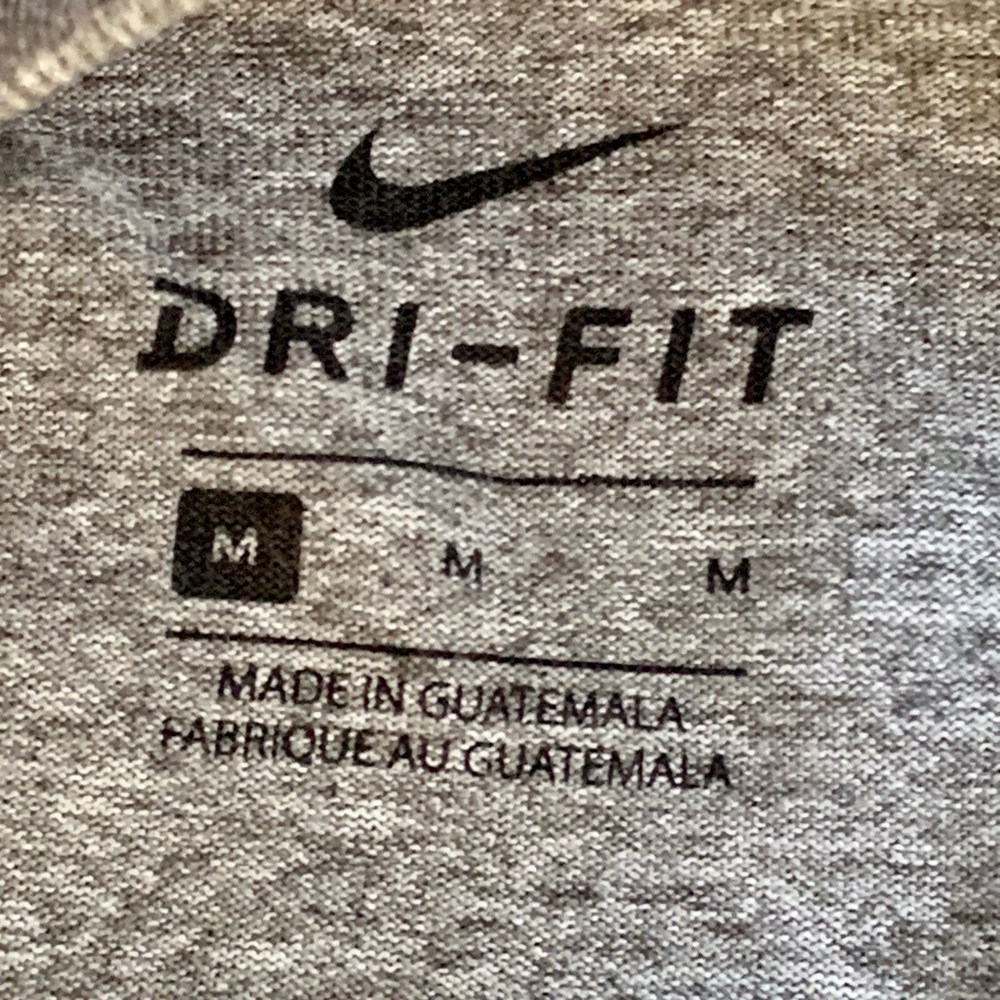 DRI-FIT
M M M
MADE IN GUATEMALA
FABRIQUE AU GUATEMALA